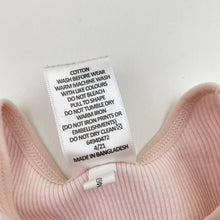 COTTON
WASH BEFORE WEAR
WARM MACHINE WASH
WITH LIKE COLOURS
DO NOT BLEACH
PULL TO SHAPE
DO NOT TUMBLE DRY
WARM IRON
(DO NOT IRON PRINTS OR
EMBELLISHMENTS)
DO NOT DRY CLEAN
64940472
4/21
MADE IN BANGLADESH